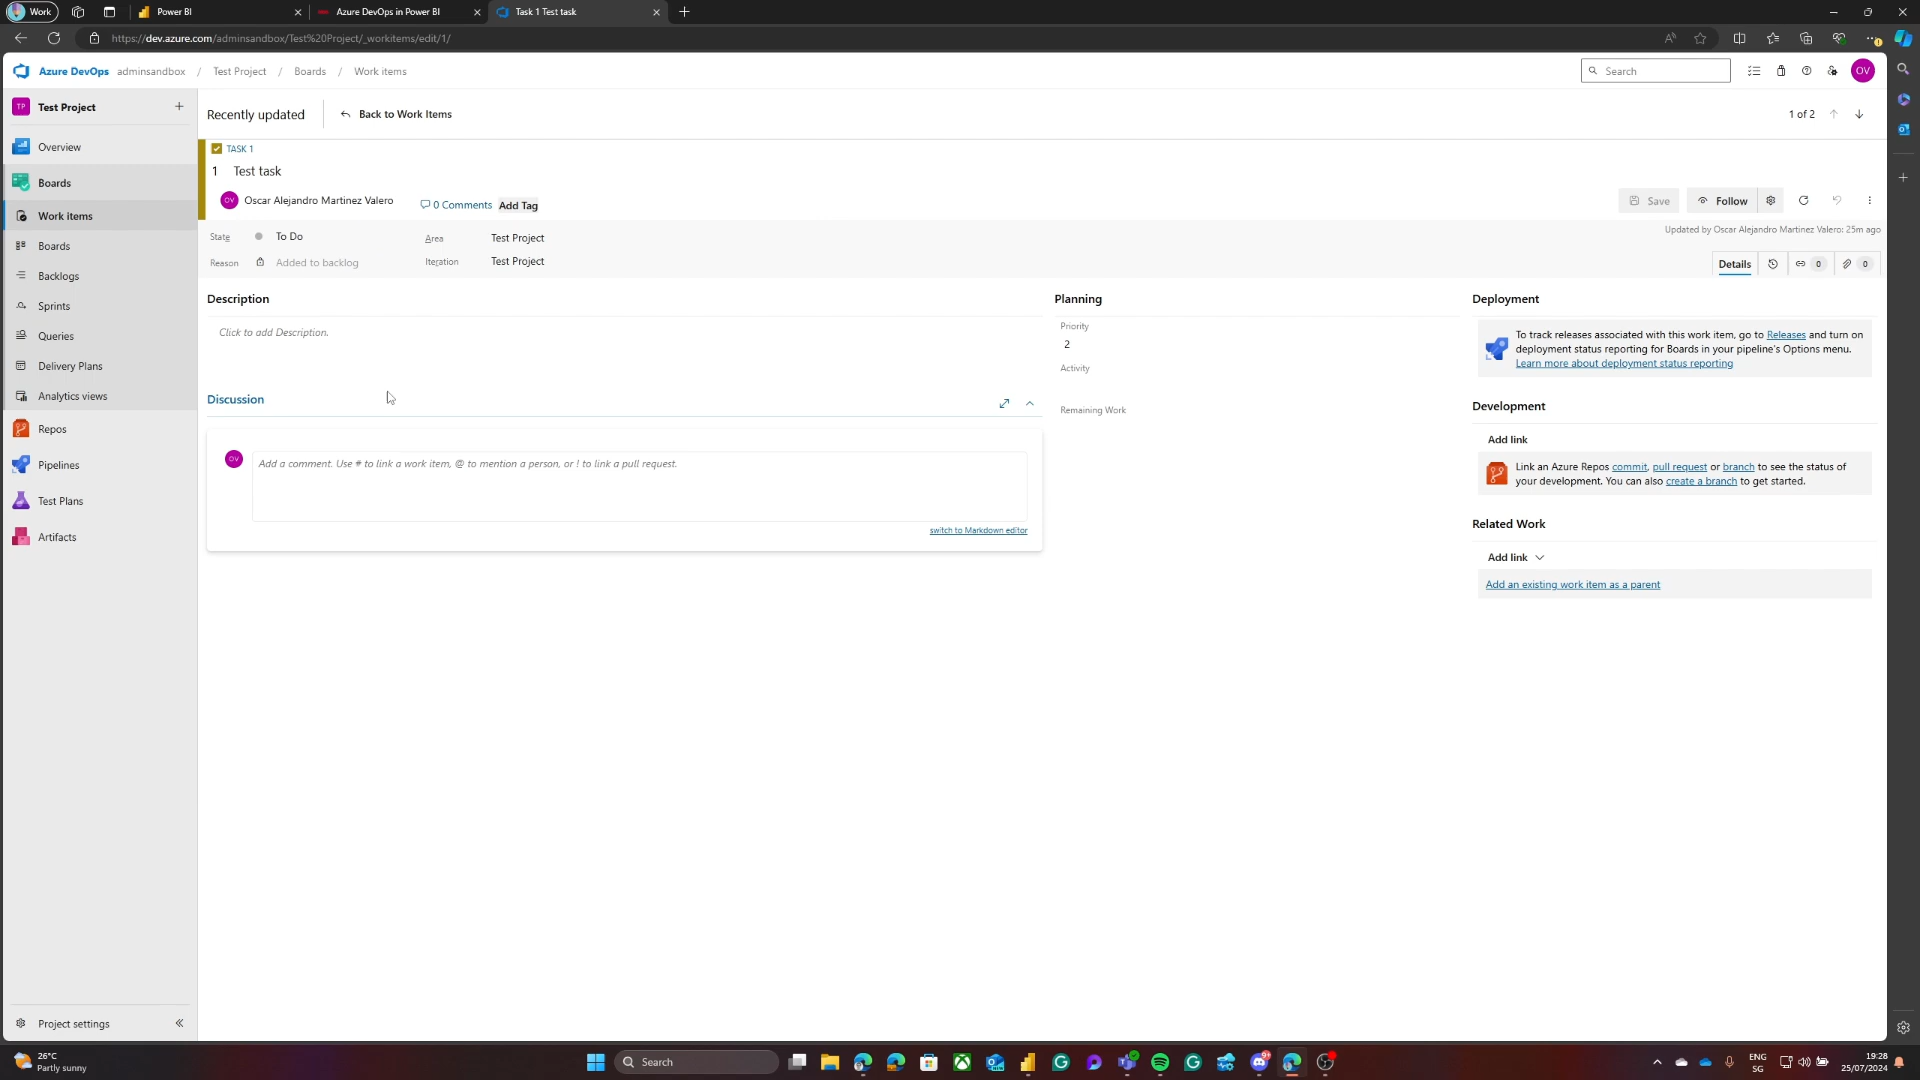 Work
Power BI
Azure DevOps in Power BI
Task 1 Test task
https://dev.azure.com/adminsandbox/Test%20Project/_workitems/edit/1/
Azure DevOps adminsandbox / Test Project / Boards / Work items
Search
OV
TP Test Project
Recently updated
Back to Work Items
1 of 2
Overview
Boards
Work items
Boards
Backlogs
Sprints
Queries
Delivery Plans
Analytics views
Repos
Pipelines
Test Plans
Artifacts
Project settings
TASK 1
1 Test task
OV Oscar Alejandro Martinez Valero
0 Comments
Add Tag
Save
Follow
State To Do
Area Test Project
Updated by Oscar Alejandro Martinez Valero: 25m ago
Reason Added to backlog
Iteration Test Project
Details
0
0
Description
Click to add Description.
Discussion
OV
Add a comment. Use # to link a work item, @ to mention a person, or ! to link a pull request.
switch to Markdown editor
Planning
Priority
2
Activity
Remaining Work
Deployment
To track releases associated with this work item, go to Releases and turn on
deployment status reporting for Boards in your pipeline's Options menu.
Learn more about deployment status reporting
Development
Add link
Link an Azure Repos commit, pull request or branch to see the status of
your development. You can also create a branch to get started.
Related Work
Add link
Add an existing work item as a parent
26°C
Partly sunny
Search
ENG
SG
19:28
25/07/2024